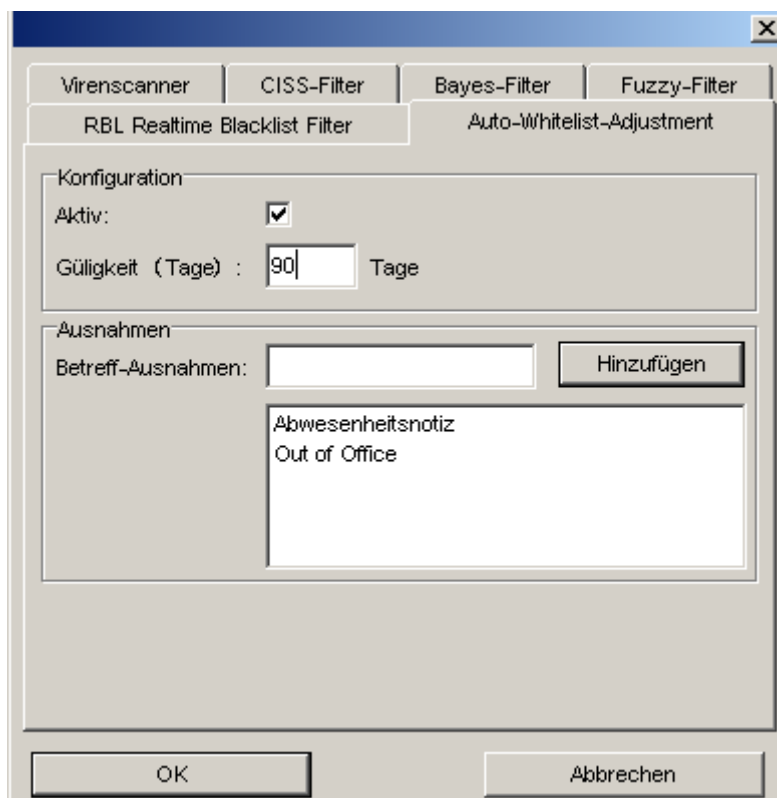 Virenscanner CISS-Filter Bayes-Filter Fuzzy-Filter
RBL Realtime Blacklist Filter Auto-Whitelist-Adjustment
Konfiguration
Aktiv:
Güligkeit (Tage) : 90 Tage
Ausnahmen
Betreff-Ausnahmen: Hinzufügen
Abwesenheitsnotiz
Out of Office
OK Abbrechen